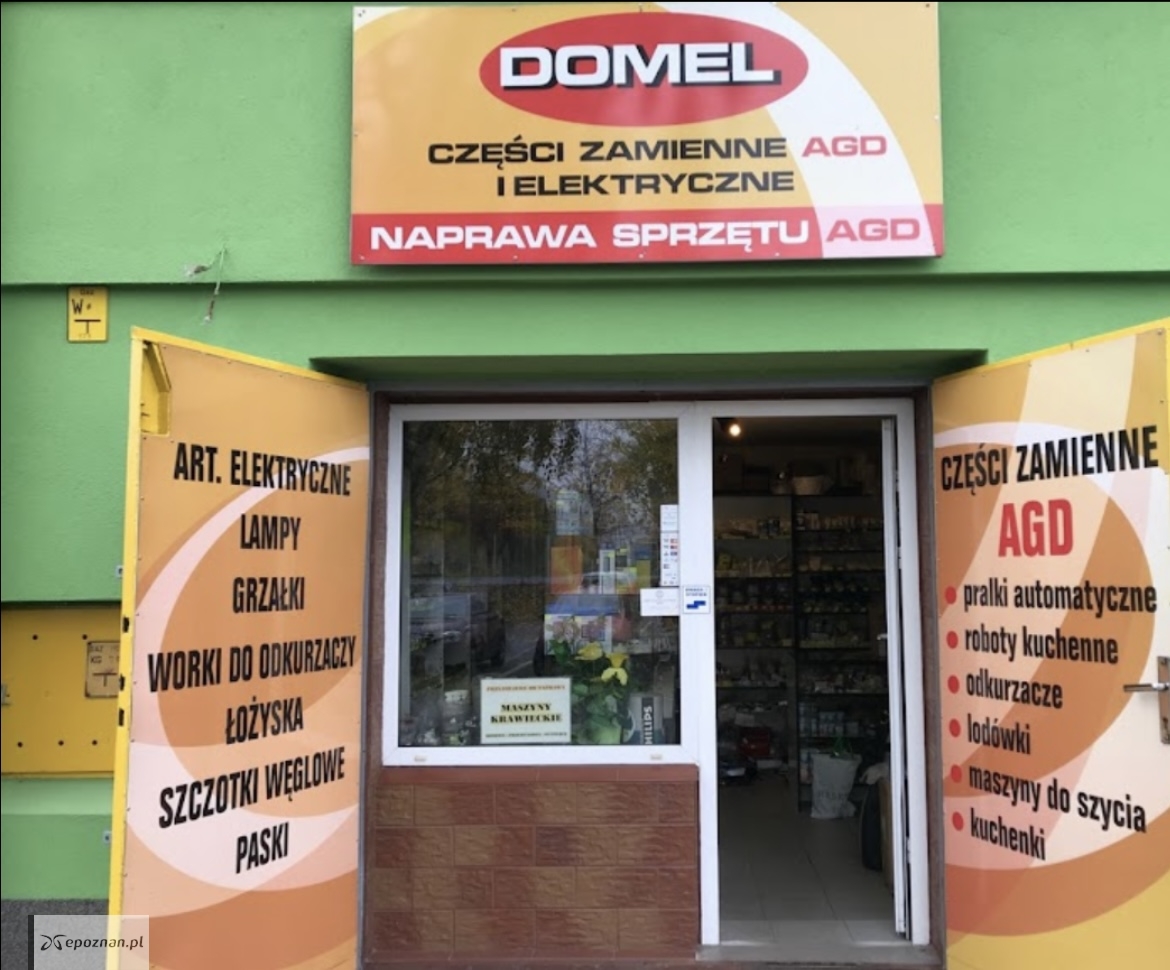 DOMEL
CZĘŚCI ZAMIENNE AGD
I ELEKTRYCZNE
NAPRAWA SPRZĘTU AGD
W
ART. ELEKTRYCZNE
LAMPY
GRZAŁKI
WORKI DO ODKURZACZY
ŁOŻYSKA
SZCZOTKI WĘGLOWE
PASKI
MASZYNY
KRAWIECKIE
PHILIPS
CZĘŚCI ZAMIENNE
AGD
pralki automatyczne
roboty kuchenne
odkurzacze
lodówki
maszyny do szycia
kuchenki
epoznan.pl